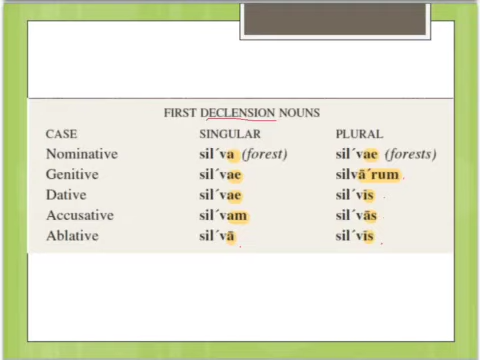 FIRST DECLENSION NOUNS
CASE SINGULAR PLURAL
Nominative sil´va (forest) sil´vae (forests)
Genitive sil´vae silvā´rum
Dative sil´vae sil´vīs
Accusative sil´vam sil´vās
Ablative sil´vā sil´vīs